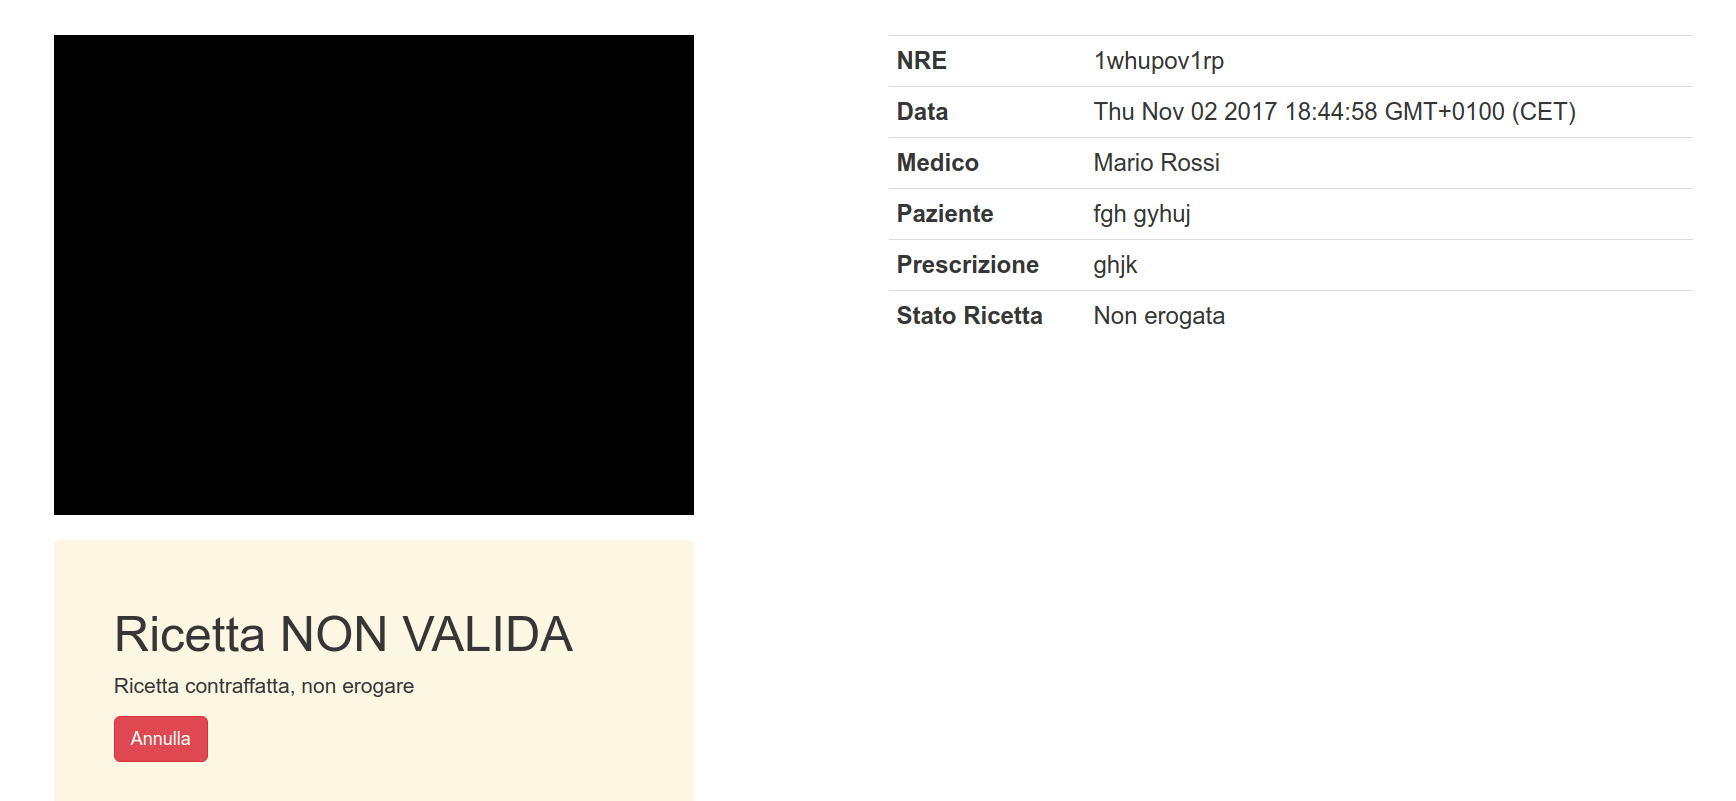 NRE 1whupov1rp
Data Thu Nov 02 2017 18:44:58 GMT+0100 (CET)
Medico Mario Rossi
Paziente fgh gyhuj
Prescrizione ghjk
Stato Ricetta Non erogata
Ricetta NON VALIDA
Ricetta contraffatta, non erogare
Annulla